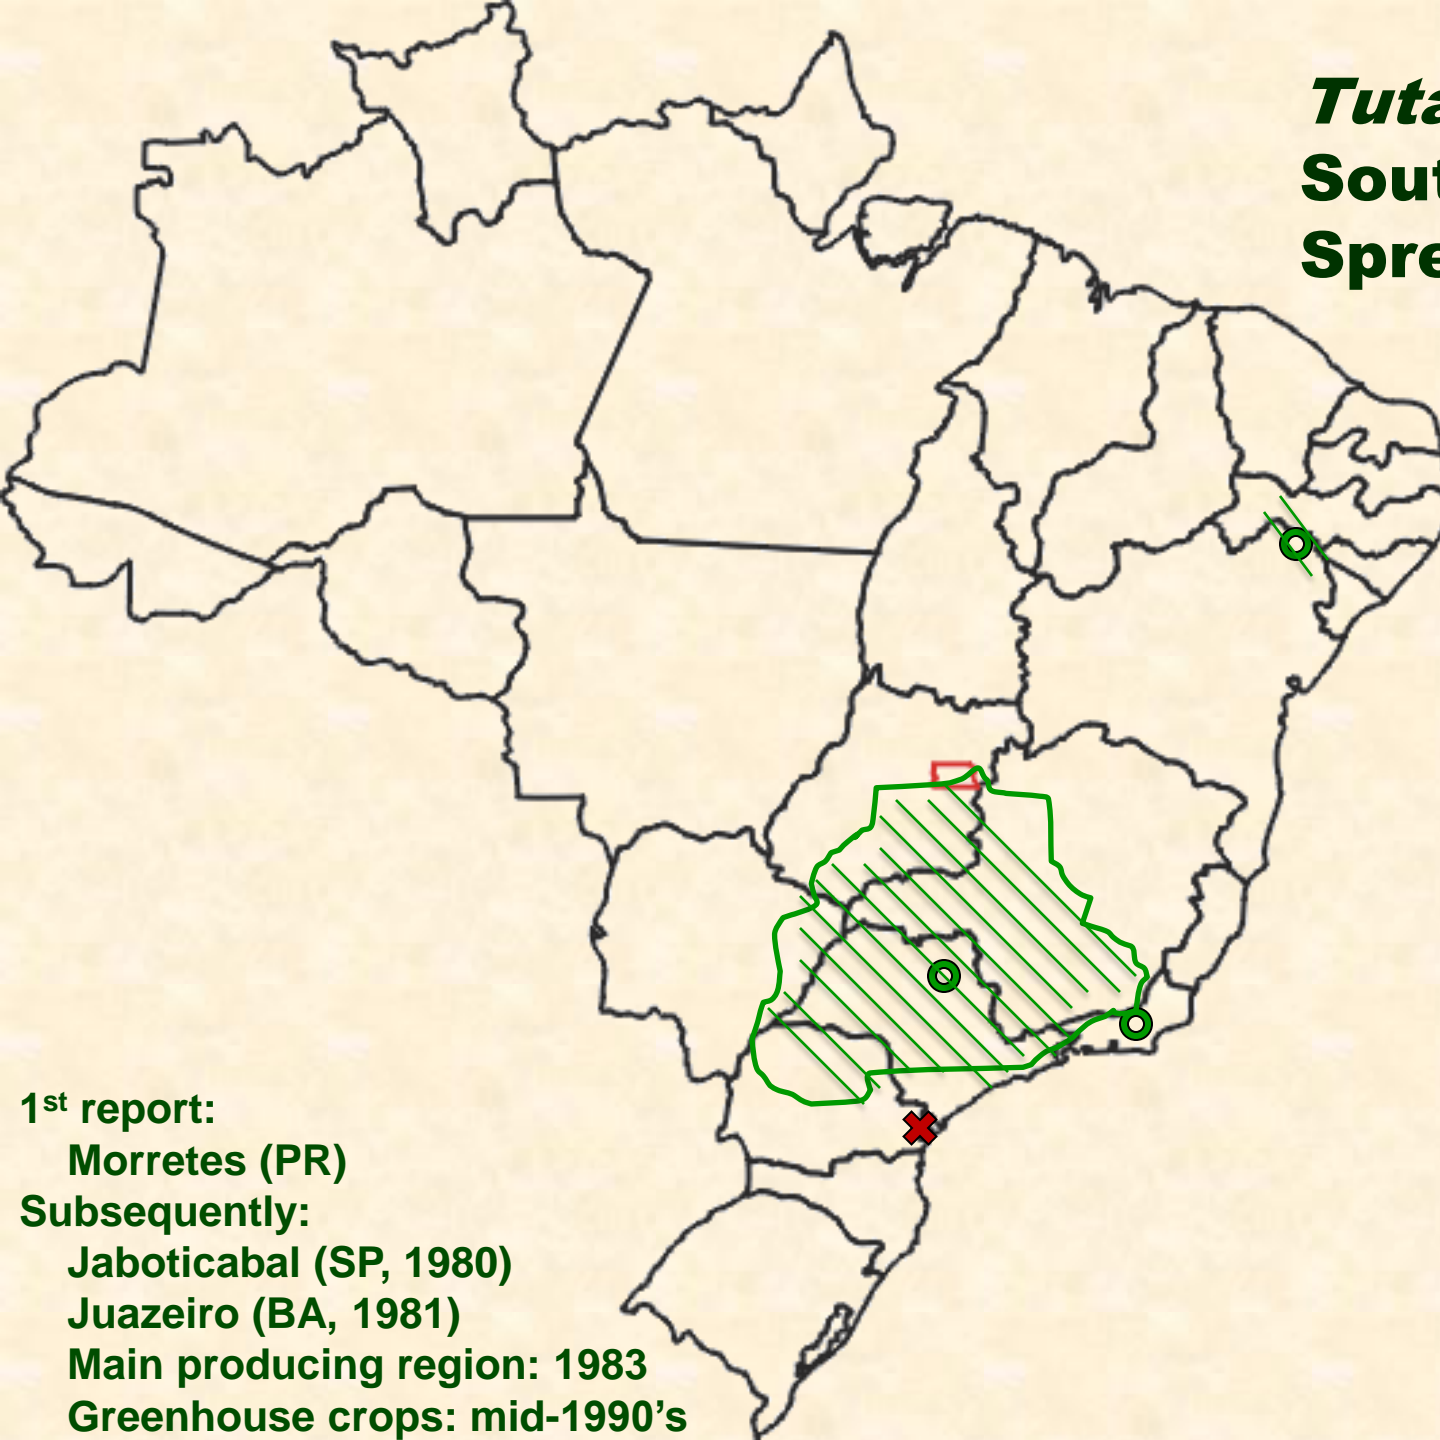 Tuta
Sout
Spre
1st report:
Morretes (PR)
Subsequently:
Jaboticabal (SP, 1980)
Juazeiro (BA, 1981)
Main producing region: 1983
Greenhouse crops: mid-1990’s